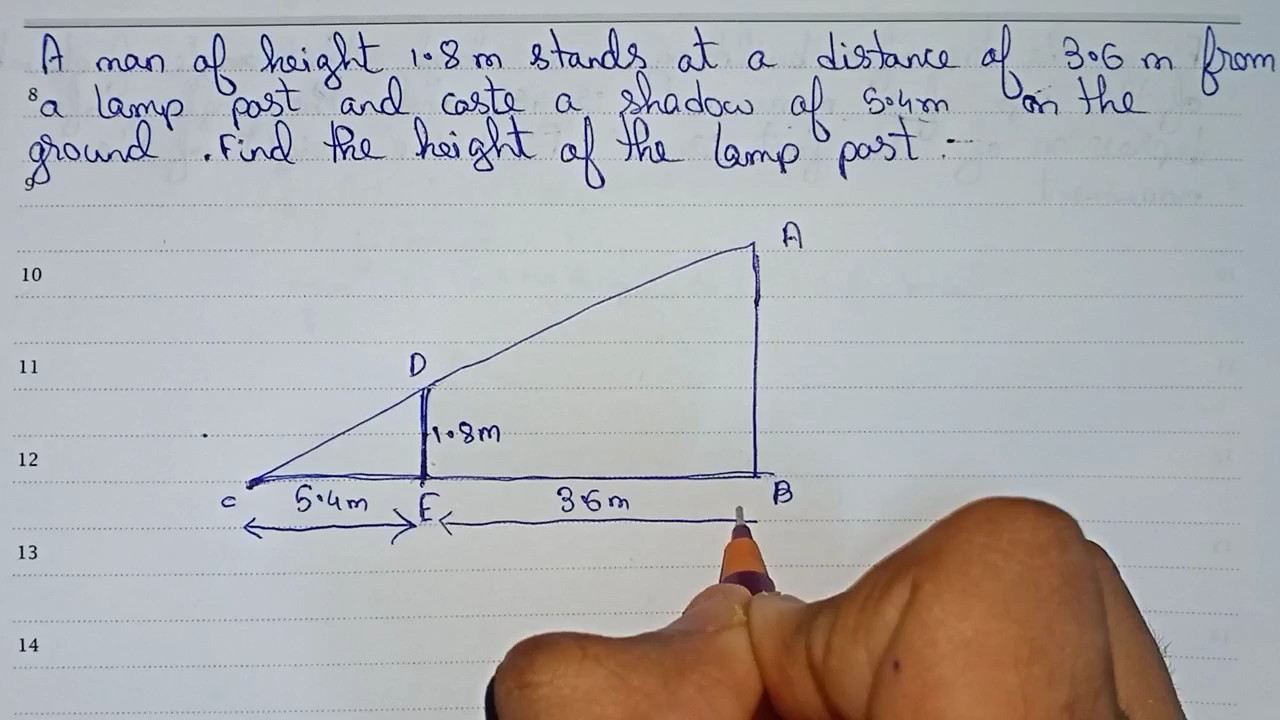 A man of height 1.8 m stands at a distance of 3.6 m from
8 a lamp post and caste a shadow of 5.4m on the
ground . Find the height of the lamp post :-
9
A
10
D
11
1.8m
12
C 5.4m E 3.6m B
13
14